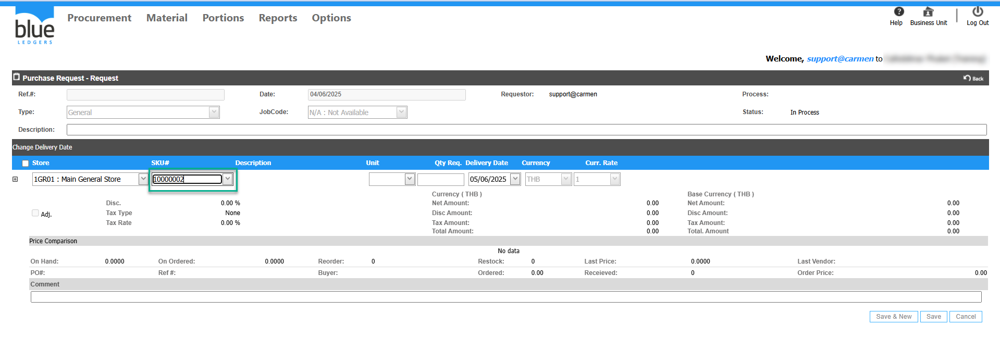 blue
LEDGERS
Procurement Material Portions Reports Options
Help Business Unit Log Out
Welcome, support@carmen to
Purchase Request - Request Back
Ref.#: Date: 04/06/2025 Requestor: support@carmen Process:
Type: General JobCode: N/A : Not Available Status: In Process
Description:
Change Delivery Date
Store SKU# Description Unit Qty Req. Delivery Date Currency Curr. Rate
1GR01 : Main General Store 10000002 05/06/2025 THB 1
Currency ( THB ) Base Currency ( THB )
Disc. 0.00 % Net Amount: 0.00 Net Amount: 0.00
Adj. Tax Type None Disc Amount: 0.00 Disc Amount: 0.00
Tax Rate 0.00 % Tax Amount: 0.00 Tax Amount: 0.00
Total Amount: 0.00 Total. Amount 0.00
Price Comparison
No data
On Hand: 0.0000 On Ordered: 0.0000 Reorder: 0 Restock: 0 Last Price: 0.0000 Last Vendor:
PO#: Ref #: Buyer: Ordered: 0.00 Receieved: 0 Order Price: 0.00
Comment
Save & New Save Cancel